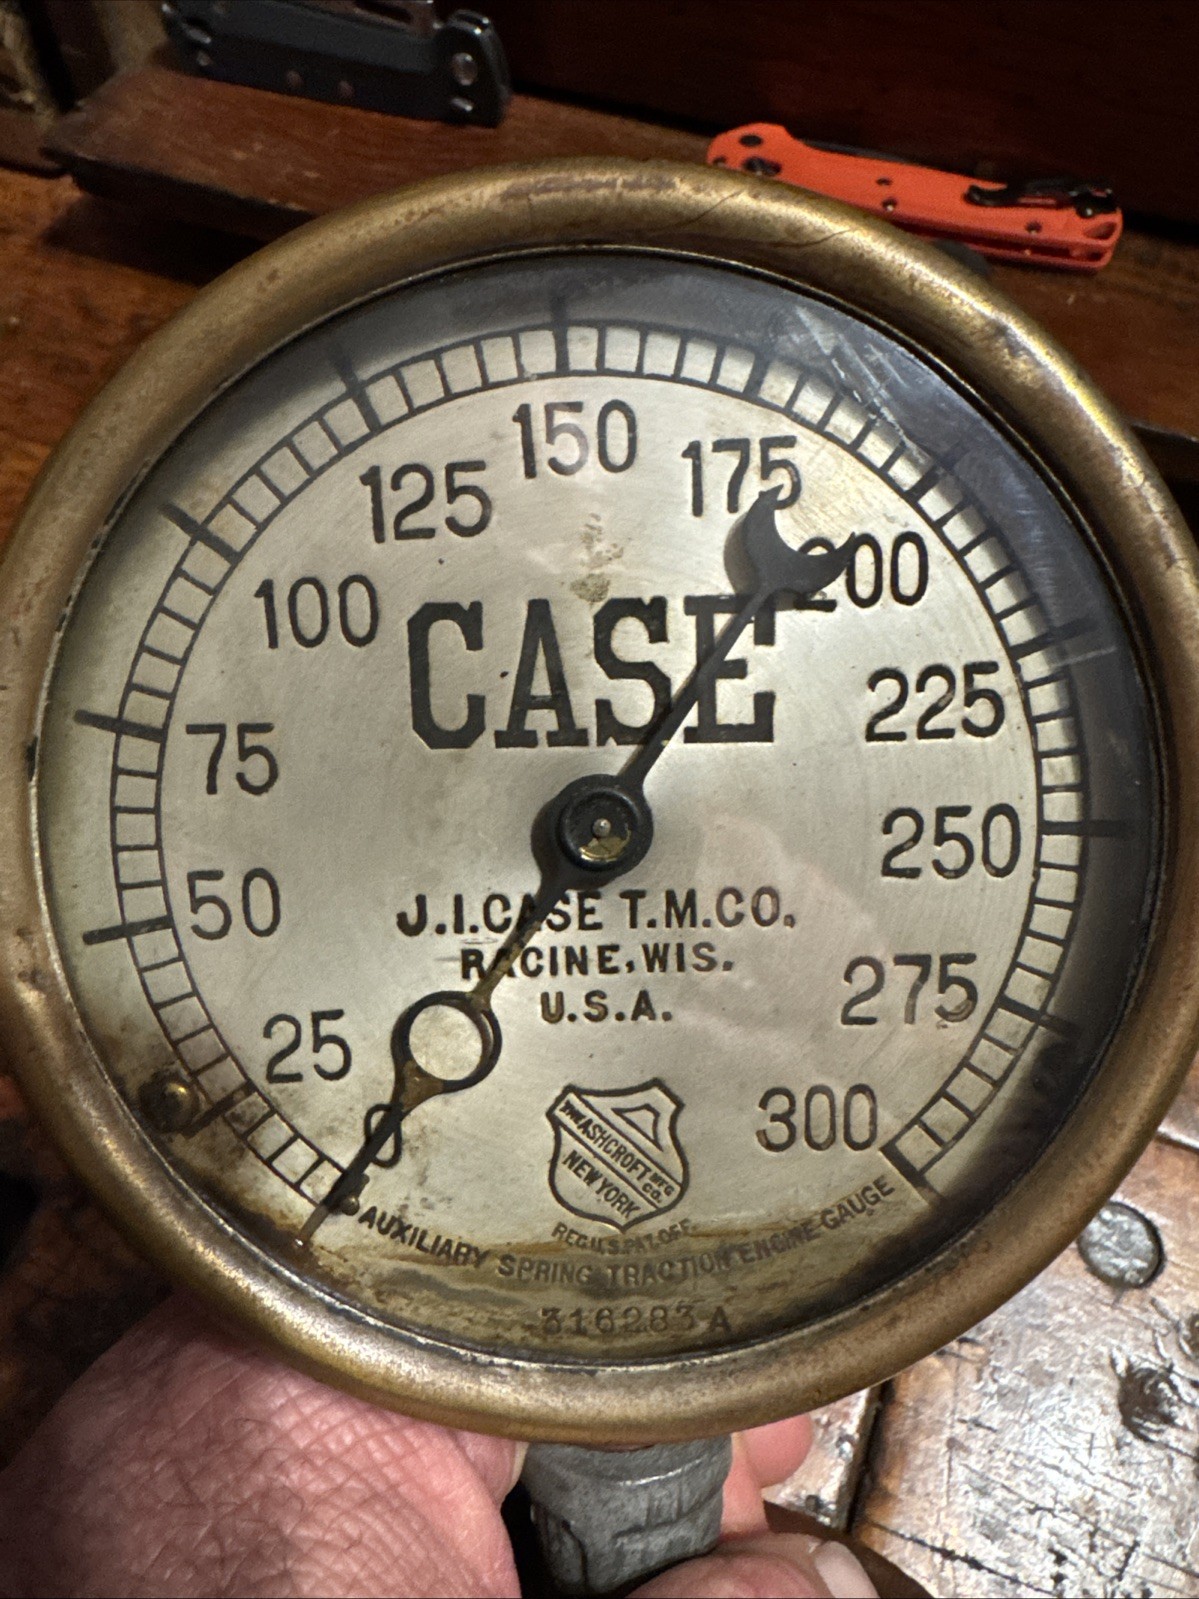 150
125
175
100
200
CASE
75
225
50
250
J.I.CASE T.M.CO.
RACINE, WIS.
U.S.A.
25
275
0
300
THE ASHCROFT MFG CO.
NEW YORK
REG. U.S. PAT. OFF.
AUXILIARY SPRING TRACTION ENGINE GAUGE
316283 A